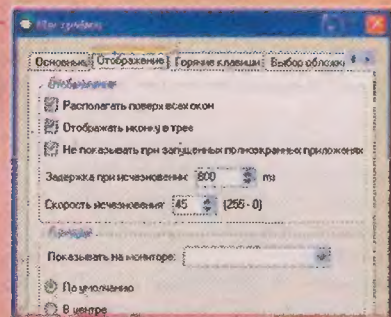 Основные Отображение Горячие клавиши Выбор обложки
Отображение
Располагать поверх всех окон
Отображать иконку в трее
Не показывать при запущенных полноэкранных приложениях
Задержка при исчезновении: 800 ms
Скорость исчезновения: 45 (255 - 0)
Показывать на мониторе:
По умолчанию
В центре